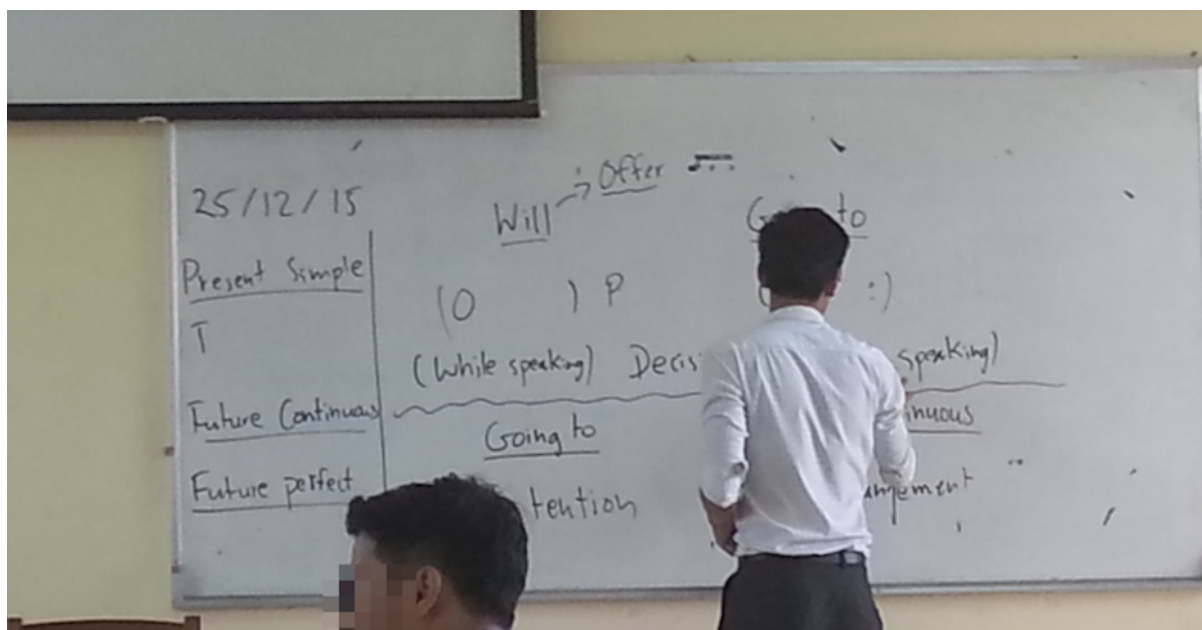 25/12/15
Present Simple
T
Future Continuous
Future perfect
Will → Offer
to
(O ) P :)
(While speaking) Decis speaking)
Going to inuous
tention angement